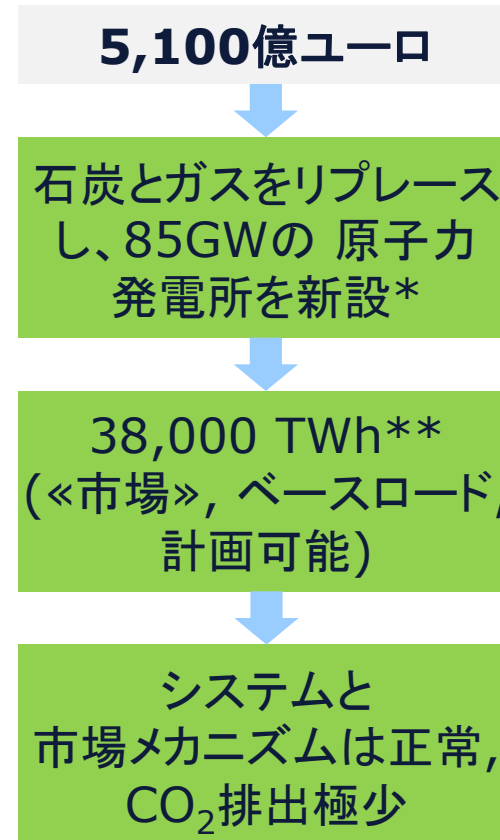 5,100億ユーロ
石炭とガスをリプレース
し、85GWの 原子力
発電所を新設*
38,000 TWh**
(«市場», ベースロード,
計画可能)
システムと
市場メカニズムは正常,
CO₂排出極少